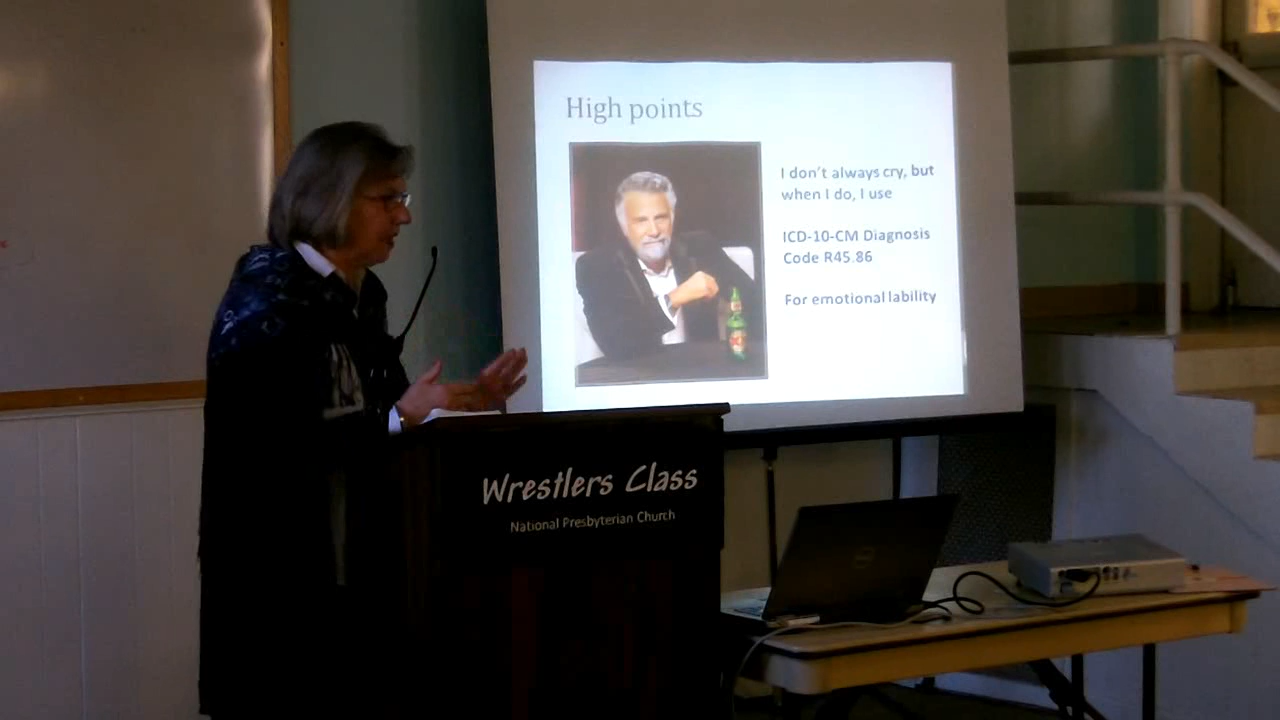 High points
I don't always cry, but
when I do, I use
ICD-10-CM Diagnosis
Code R45.86
For emotional lability
Wrestlers Class
National Presbyterian Church